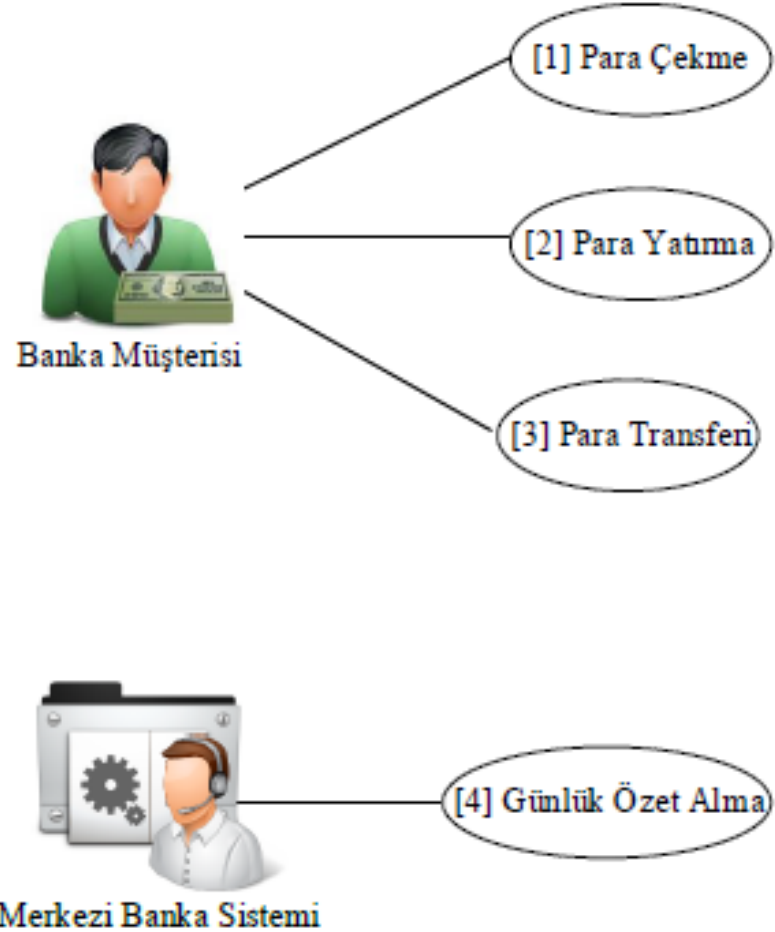 [1] Para Çekme
[2] Para Yatırma
Banka Müşterisi
[3] Para Transferi
[4] Günlük Özet Alma
Merkezi Banka Sistemi